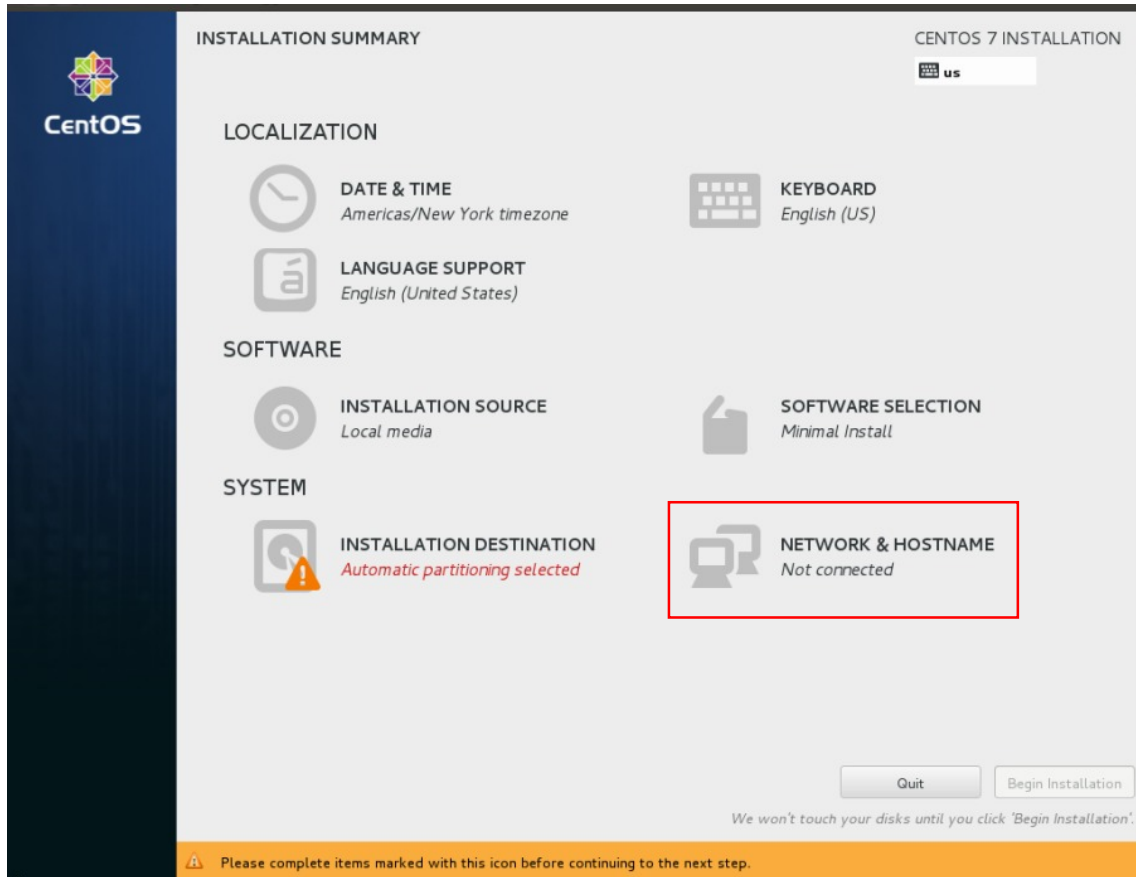 INSTALLATION SUMMARY
CENTOS 7 INSTALLATION
us
CentOS
LOCALIZATION
DATE & TIME
Americas/New York timezone
KEYBOARD
English (US)
á
LANGUAGE SUPPORT
English (United States)
SOFTWARE
INSTALLATION SOURCE
Local media
SOFTWARE SELECTION
Minimal Install
SYSTEM
INSTALLATION DESTINATION
Automatic partitioning selected
NETWORK & HOSTNAME
Not connected
Quit
Begin Installation
We won't touch your disks until you click 'Begin Installation'.
Please complete items marked with this icon before continuing to the next step.